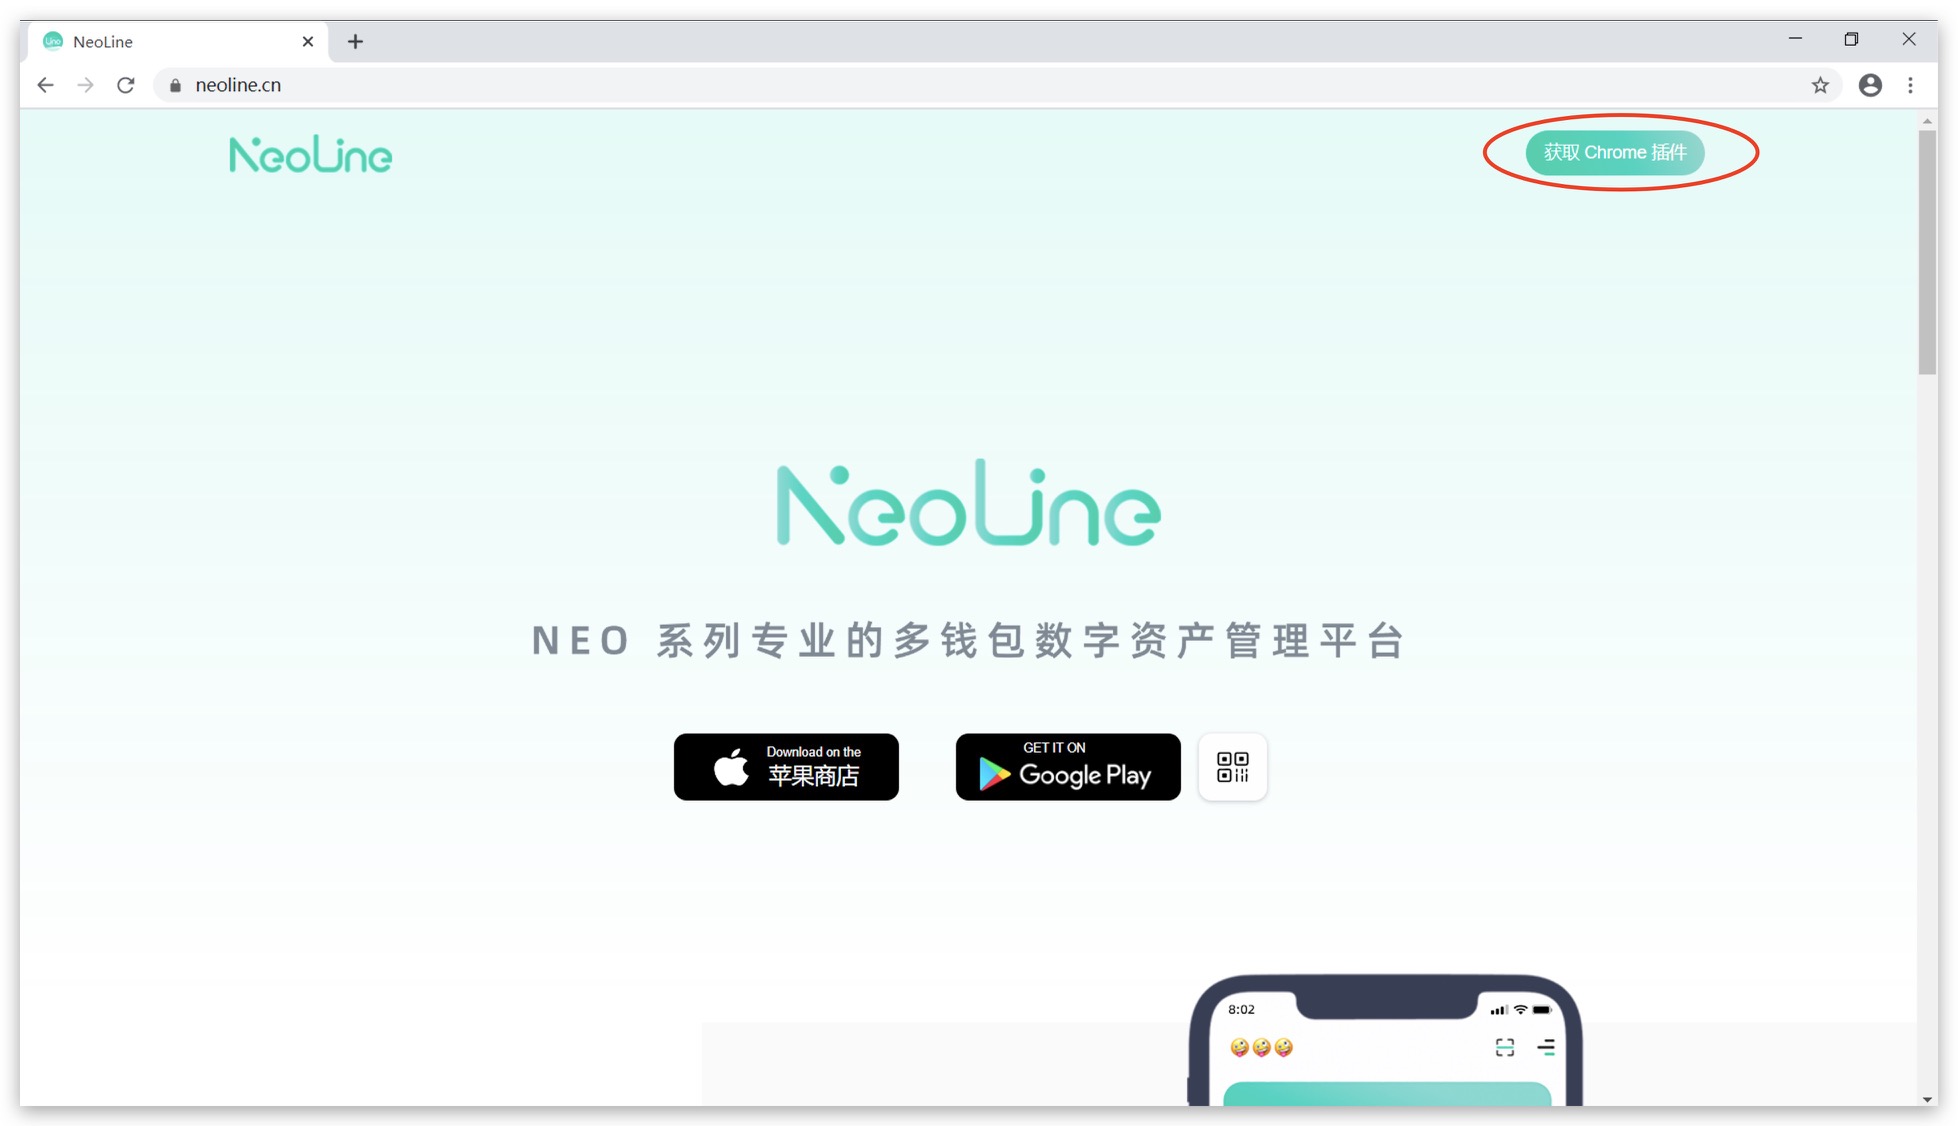 NeoLine
neoline.cn
NeoLine
获取 Chrome 插件
NeoLine
NEO 系列专业的多钱包数字资产管理平台
Download on the
苹果商店
GET IT ON
Google Play
8:02